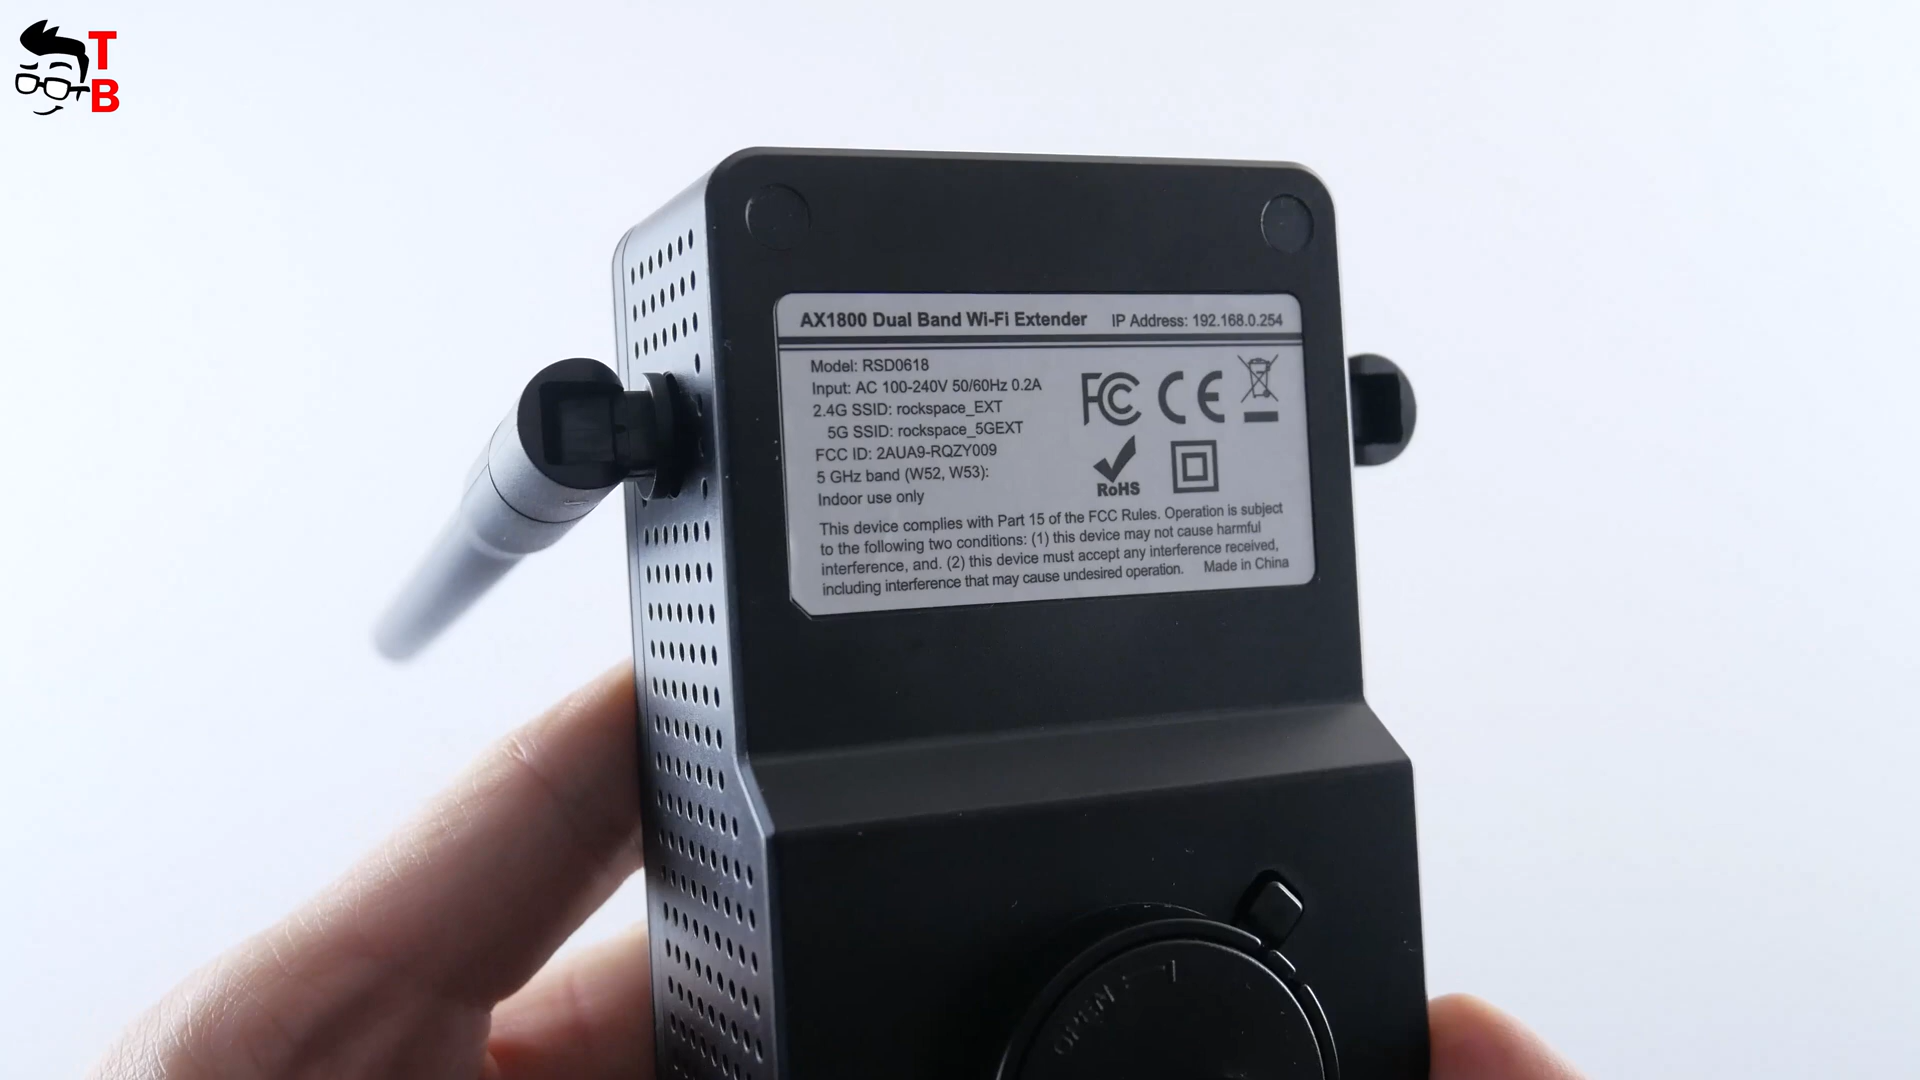 T
B
AX1800 Dual Band Wi-Fi Extender IP Address: 192.168.0.254
Model: RSD0618
Input: AC 100-240V 50/60Hz 0.2A
2.4G SSID: rockspace_EXT
5G SSID: rockspace_5GEXT
FCC ID: 2AUA9-RQZY009
5 GHz band (W52, W53):
Indoor use only
FC CE
RoHS
This device complies with Part 15 of the FCC Rules. Operation is subject
to the following two conditions: (1) this device may not cause harmful
interference, and. (2) this device must accept any interference received,
including interference that may cause undesired operation. Made in China
OPEN